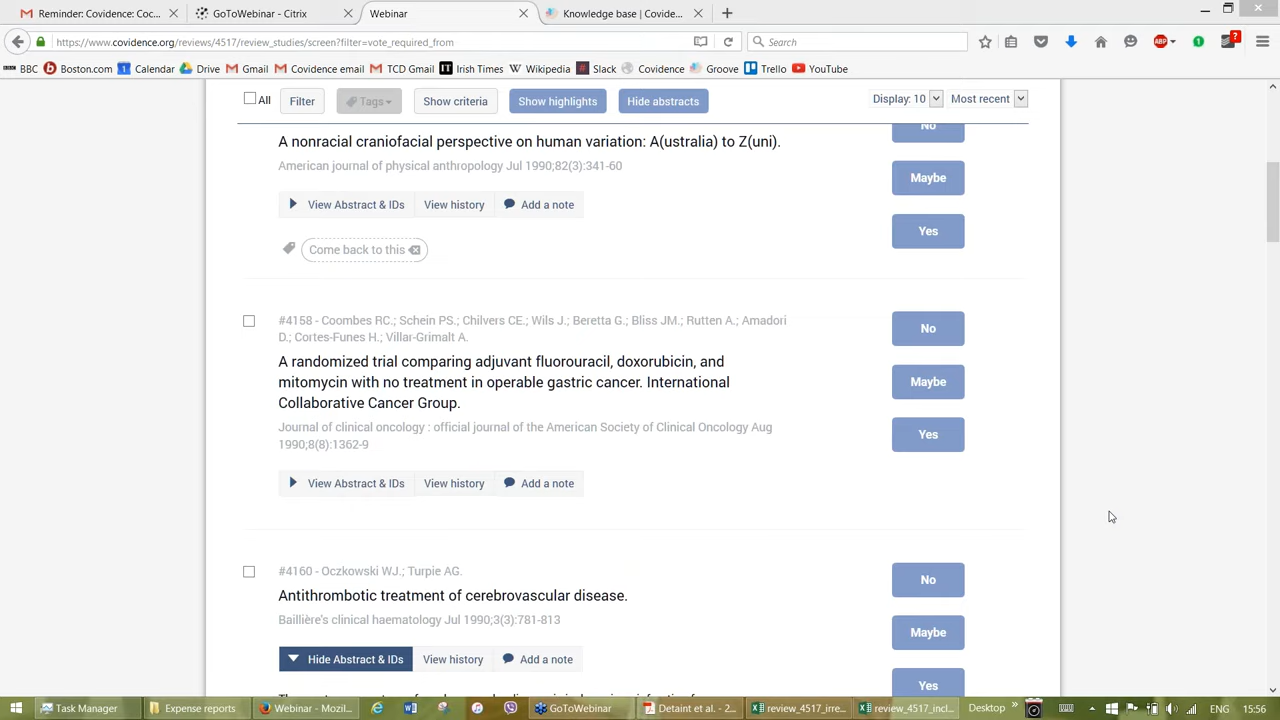 Reminder: Covidence: Coc...
GoToWebinar - Citrix
Webinar
Knowledge base | Covide...
https://www.covidence.org/reviews/4517/review_studies/screen?filter=vote_required_from
Search
ABP
1
?
BBC
Boston.com
1 Calendar
Drive
Gmail
Covidence email
TCD Gmail
IT Irish Times
W Wikipedia
# Slack
Covidence
Groove
Trello
YouTube
All
Filter
Tags
Show criteria
Show highlights
Hide abstracts
Display: 10
Most recent
No
A nonracial craniofacial perspective on human variation: A(ustralia) to Z(uni).
American journal of physical anthropology Jul 1990;82(3):341-60
Maybe
View Abstract & IDs
View history
Add a note
Yes
Come back to this
#4158 - Coombes RC.; Schein PS.; Chilvers CE.; Wils J.; Beretta G.; Bliss JM.; Rutten A.; Amadori
D.; Cortes-Funes H.; Villar-Grimalt A.
No
A randomized trial comparing adjuvant fluorouracil, doxorubicin, and
mitomycin with no treatment in operable gastric cancer. International
Collaborative Cancer Group.
Maybe
Journal of clinical oncology : official journal of the American Society of Clinical Oncology Aug
1990;8(8):1362-9
Yes
View Abstract & IDs
View history
Add a note
#4160 - Oczkowski WJ.; Turpie AG.
No
Antithrombotic treatment of cerebrovascular disease.
Baillière's clinical haematology Jul 1990;3(3):781-813
Maybe
Hide Abstract & IDs
View history
Add a note
Yes
Task Manager
Expense reports
Webinar - Mozil...
GoToWebinar
Detaint et al. - 2...
review_4517_irre...
review_4517_incl...
Desktop
ENG
15:56